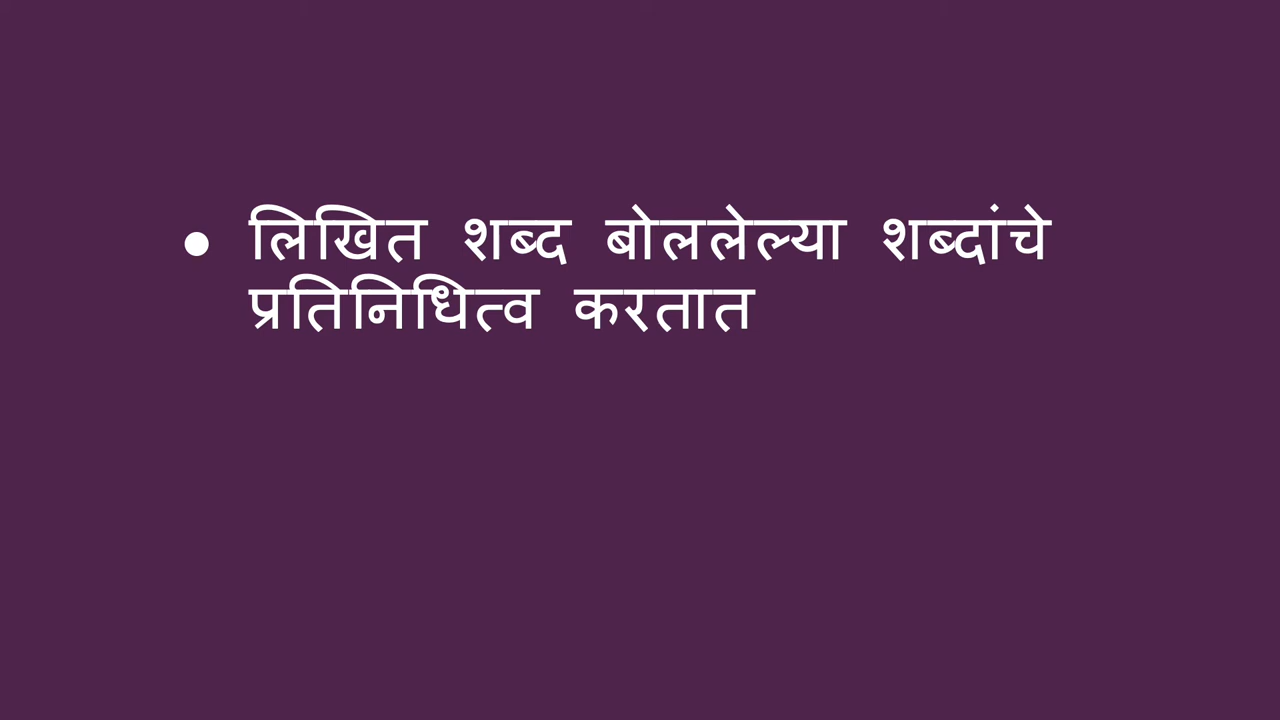 ● लिखित शब्द बोललेल्या शब्दांचे
प्रतिनिधित्व करतात